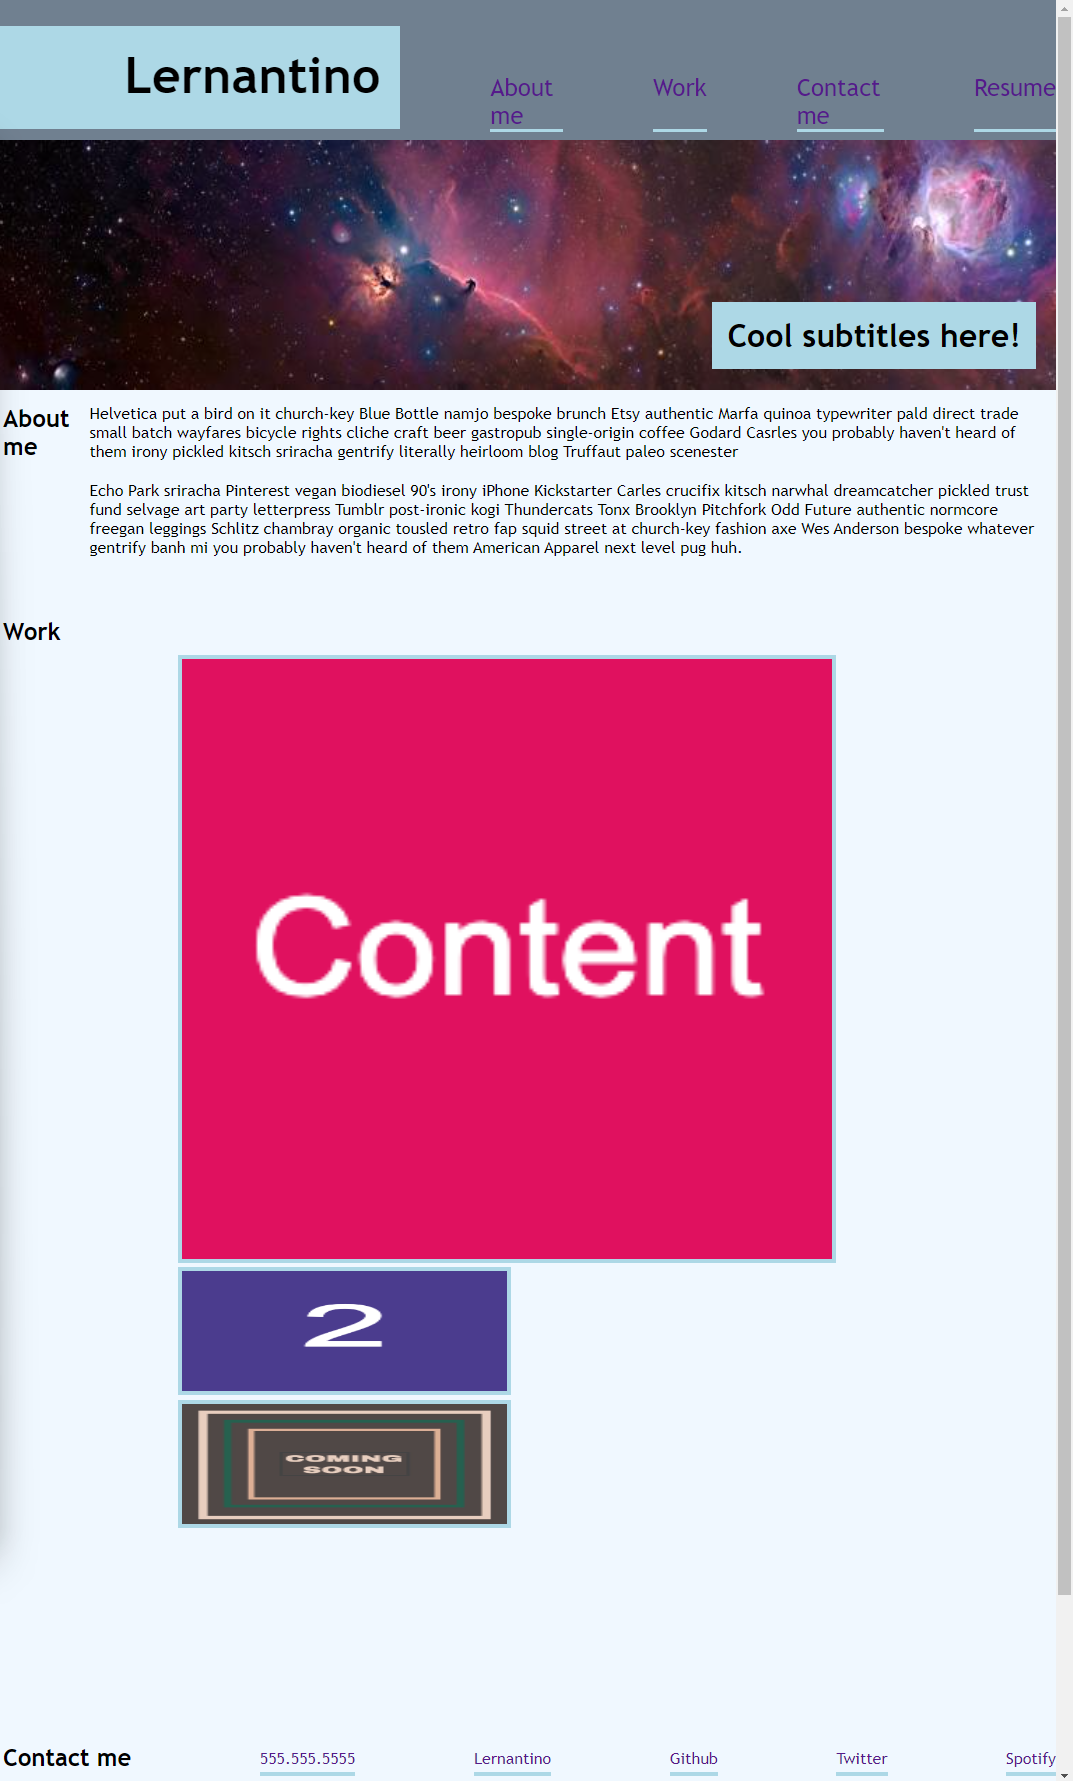 Lernantino
About
me
Work
Contact
me
Resume
Cool subtitles here!
About
me
Helvetica put a bird on it church-key Blue Bottle namjo bespoke brunch Etsy authentic Marfa quinoa typewriter pald direct trade
small batch wayfares bicycle rights cliche craft beer gastropub single-origin coffee Godard Casrles you probably haven't heard of
them irony pickled kitsch sriracha gentrify literally heirloom blog Truffaut paleo scenester
Echo Park sriracha Pinterest vegan biodiesel 90's irony iPhone Kickstarter Carles crucifix kitsch narwhal dreamcatcher pickled trust
fund selvage art party letterpress Tumblr post-ironic kogi Thundercats Tonx Brooklyn Pitchfork Odd Future authentic normcore
freegan leggings Schlitz chambray organic tousled retro fap squid street at church-key fashion axe Wes Anderson bespoke whatever
gentrify banh mi you probably haven't heard of them American Apparel next level pug huh.
Work
Content
2
COMING
SOON
Contact me
555.555.5555
Lernantino
Github
Twitter
Spotify